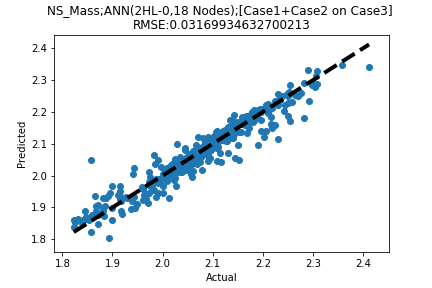 NS_Mass;ANN(2HL-0,18 Nodes);[Case1+Case2 on Case3]
RMSE:0.03169934632700213
2.4
2.3
2.2
2.1
2.0
1.9
1.8
Predicted
1.8 1.9 2.0 2.1 2.2 2.3 2.4
Actual